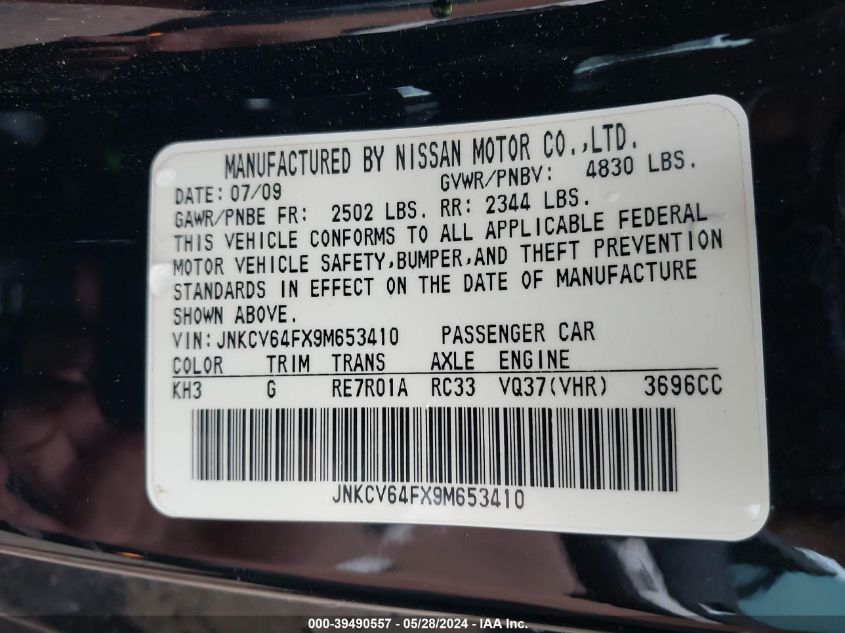 MANUFACTURED BY NISSAN MOTOR CO.,LTD.
DATE: 07/09 GVWR/PNBV: 4830 LBS.
GAWR/PNBE FR: 2502 LBS. RR: 2344 LBS.
THIS VEHICLE CONFORMS TO ALL APPLICABLE FEDERAL
MOTOR VEHICLE SAFETY,BUMPER,AND THEFT PREVENTION
STANDARDS IN EFFECT ON THE DATE OF MANUFACTURE
SHOWN ABOVE.
VIN:JNKCV64FX9M653410 PASSENGER CAR
COLOR TRIM TRANS AXLE ENGINE
KH3 G RE7R01A RC33 VQ37(VHR) 3696CC
JNKCV64FX9M653410
000-39490557 - 05/28/2024 - IAA Inc.